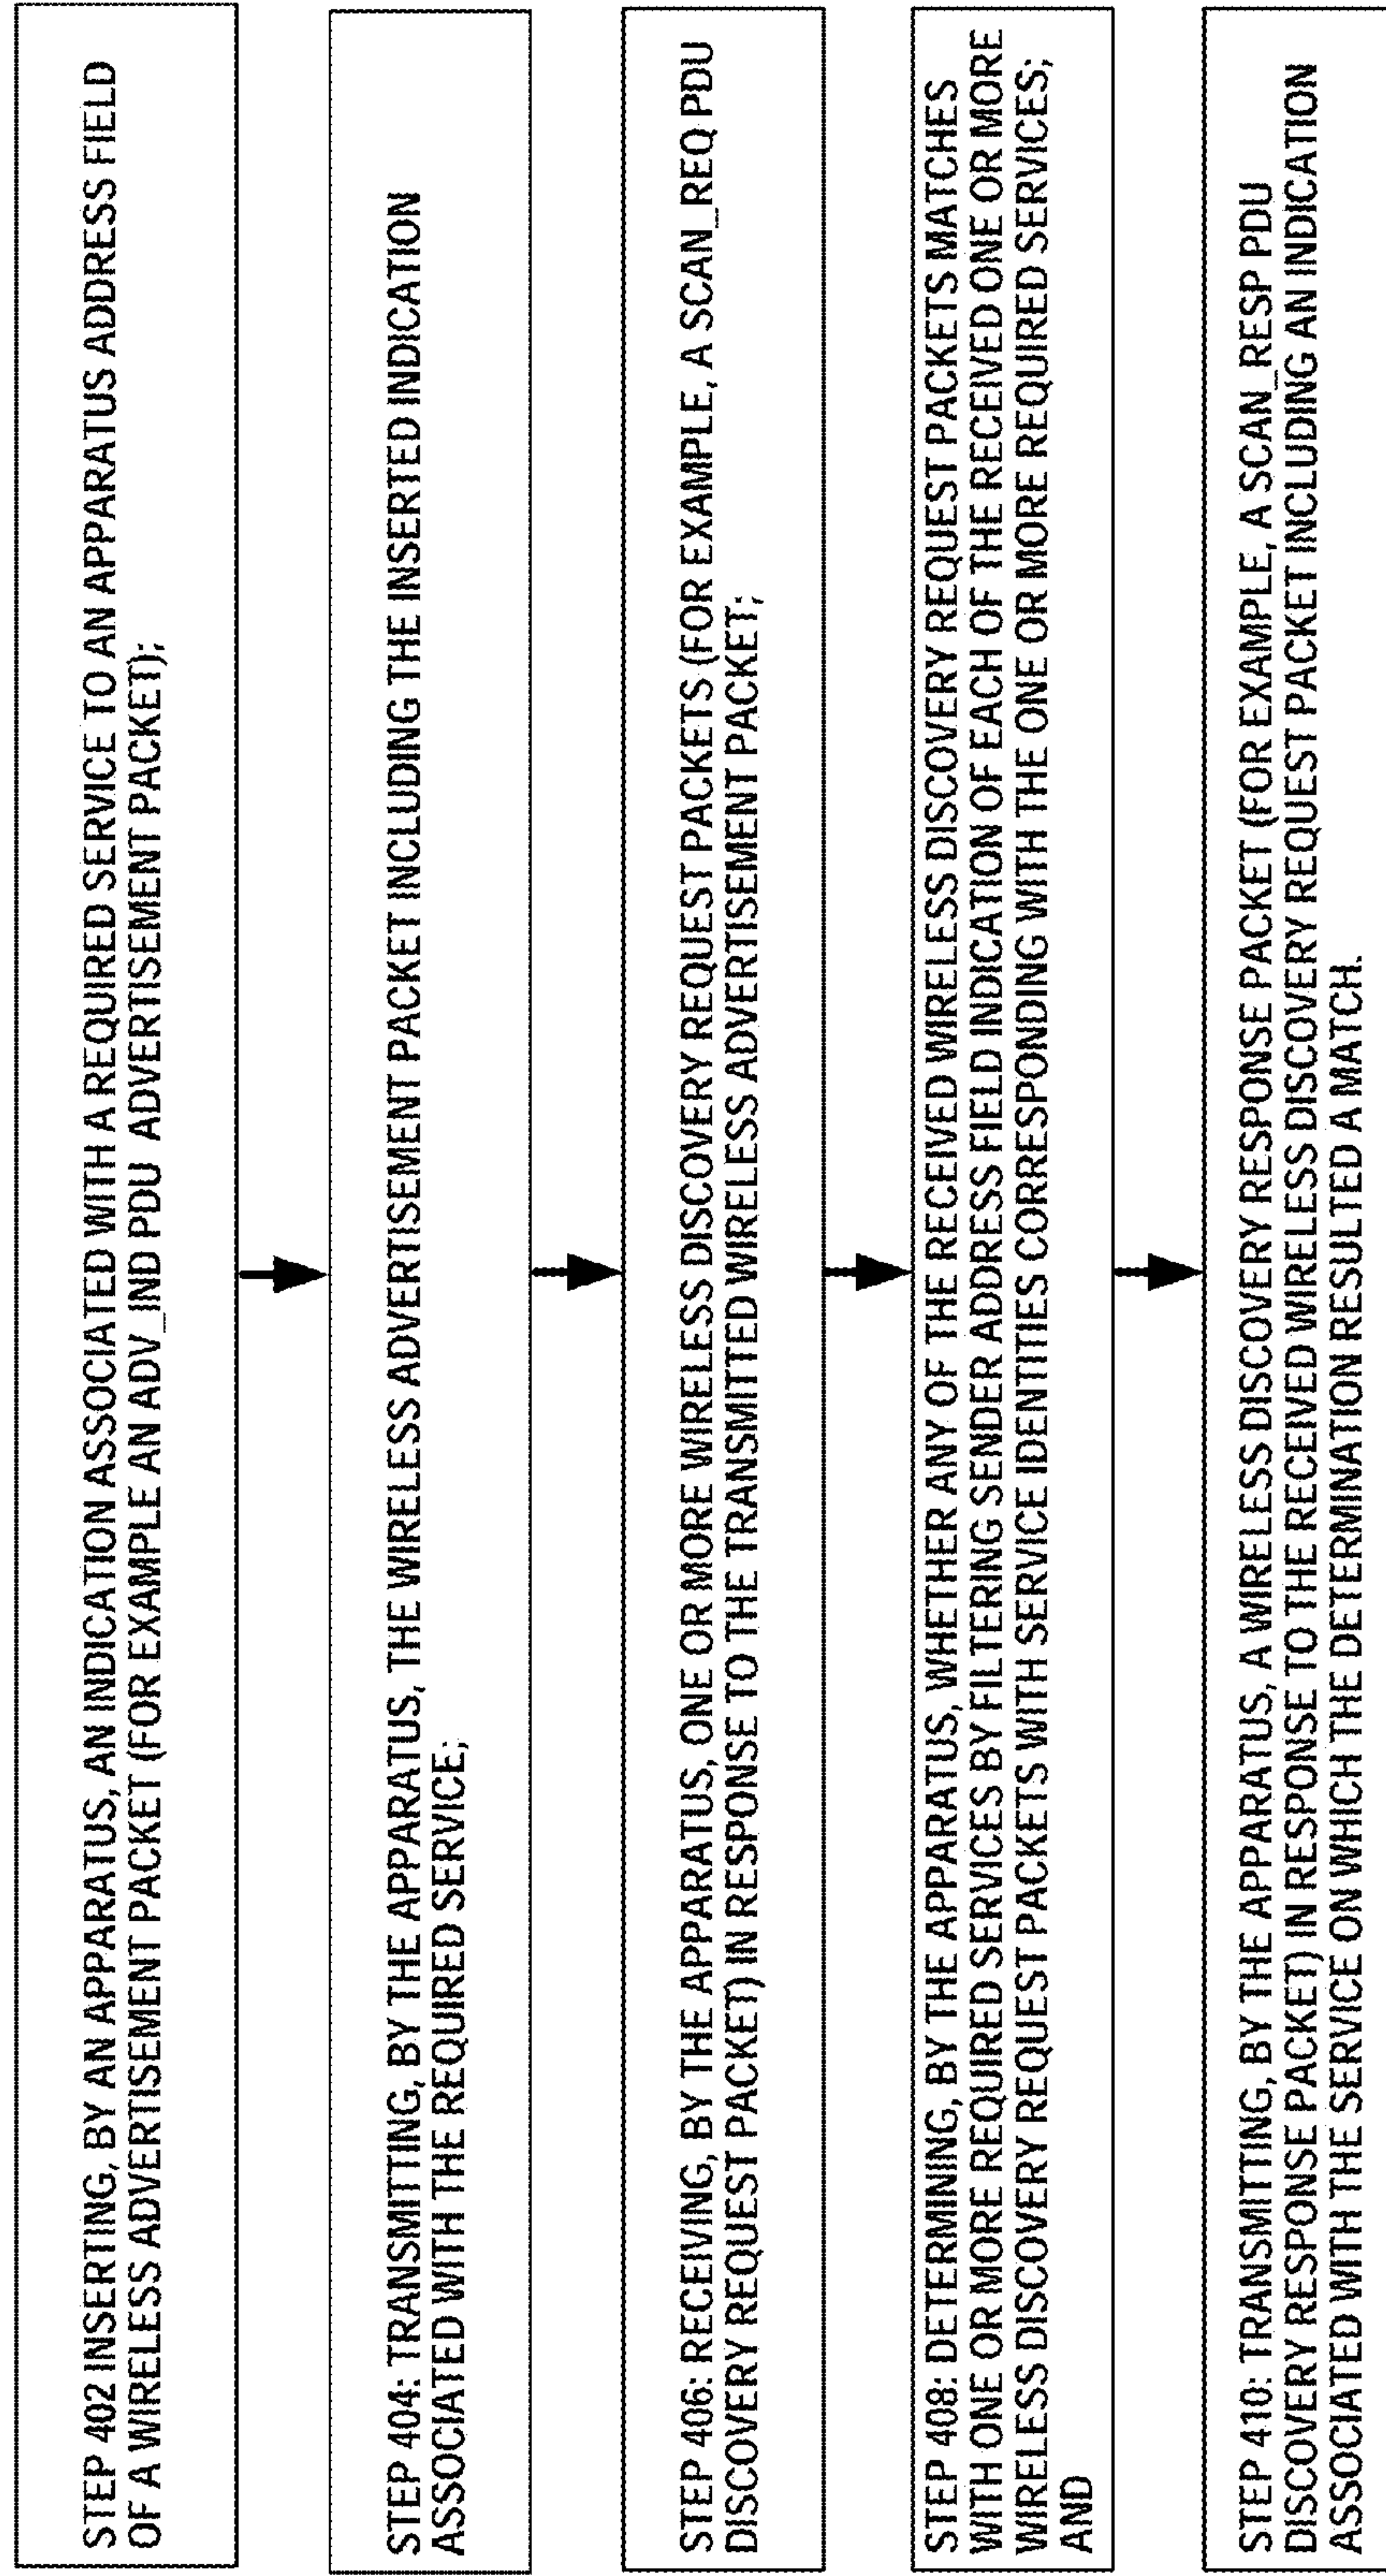 STEP 402 INSERTING, BY AN APPARATUS, AN INDICATION ASSOCIATED WITH A REQUIRED SERVICE TO AN APPARATUS ADDRESS FIELD
OF A WIRELESS ADVERTISEMENT PACKET (FOR EXAMPLE AN ADV_IND PDU ADVERTISEMENT PACKET);
STEP 404: TRANSMITTING, BY THE APPARATUS, THE WIRELESS ADVERTISEMENT PACKET INCLUDING THE INSERTED INDICATION
ASSOCIATED WITH THE REQUIRED SERVICE;
STEP 406: RECEIVING, BY THE APPARATUS, ONE OR MORE WIRELESS DISCOVERY REQUEST PACKETS (FOR EXAMPLE, A SCAN_REQ PDU
DISCOVERY REQUEST PACKET) IN RESPONSE TO THE TRANSMITTED WIRELESS ADVERTISEMENT PACKET;
STEP 408: DETERMINING, BY THE APPARATUS, WHETHER ANY OF THE RECEIVED WIRELESS DISCOVERY REQUEST PACKETS MATCHES
WITH ONE OR MORE REQUIRED SERVICES BY FILTERING SENDER ADDRESS FIELD INDICATION OF EACH OF THE RECEIVED ONE OR MORE
WIRELESS DISCOVERY REQUEST PACKETS WITH SERVICE IDENTITIES CORRESPONDING WITH THE ONE OR MORE REQUIRED SERVICES;
AND
STEP 410: TRANSMITTING, BY THE APPARATUS, A WIRELESS DISCOVERY RESPONSE PACKET (FOR EXAMPLE, A SCAN_RESP PDU
DISCOVERY RESPONSE PACKET) IN RESPONSE TO THE RECEIVED WIRELESS DISCOVERY REQUEST PACKET INCLUDING AN INDICATION
ASSOCIATED WITH THE SERVICE ON WHICH THE DETERMINATION RESULTED A MATCH.